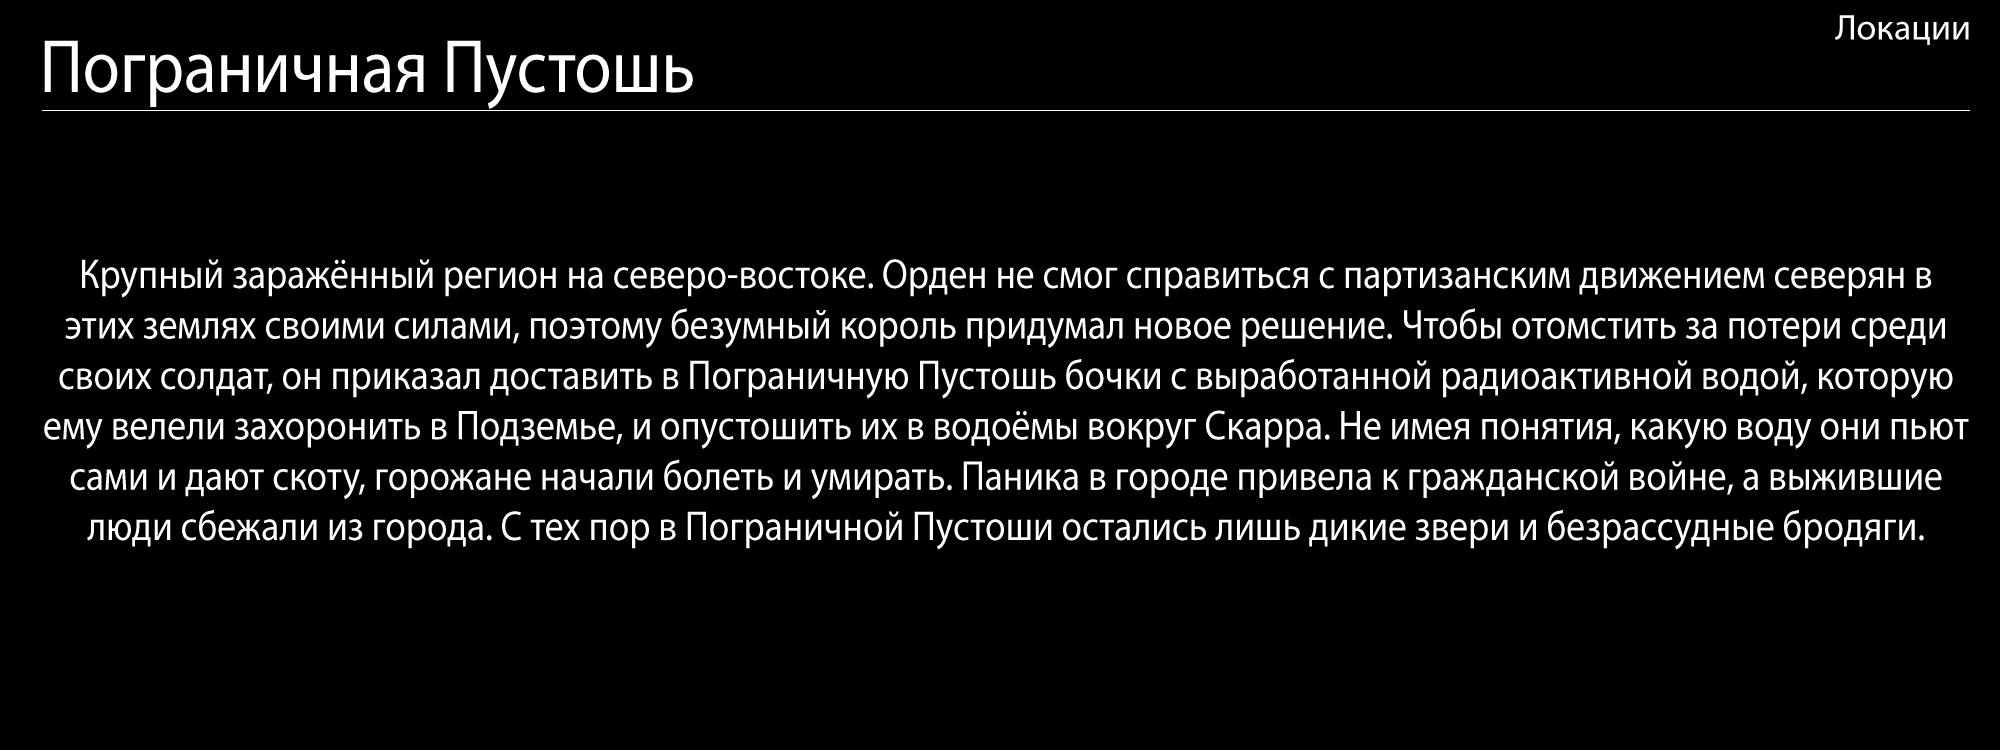 Локации
Пограничная Пустошь
Крупный заражённый регион на северо-востоке. Орден не смог справиться с партизанским движением северян в
этих землях своими силами, поэтому безумный король придумал новое решение. Чтобы отомстить за потери среди
своих солдат, он приказал доставить в Пограничную Пустошь бочки с выработанной радиоактивной водой, которую
ему велели захоронить в Подземье, и опустошить их в водоёмы вокруг Скарра. Не имея понятия, какую воду они пьют
сами и дают скоту, горожане начали болеть и умирать. Паника в городе привела к гражданской войне, а выжившие
люди сбежали из города. С тех пор в Пограничной Пустоши остались лишь дикие звери и безрассудные бродяги.